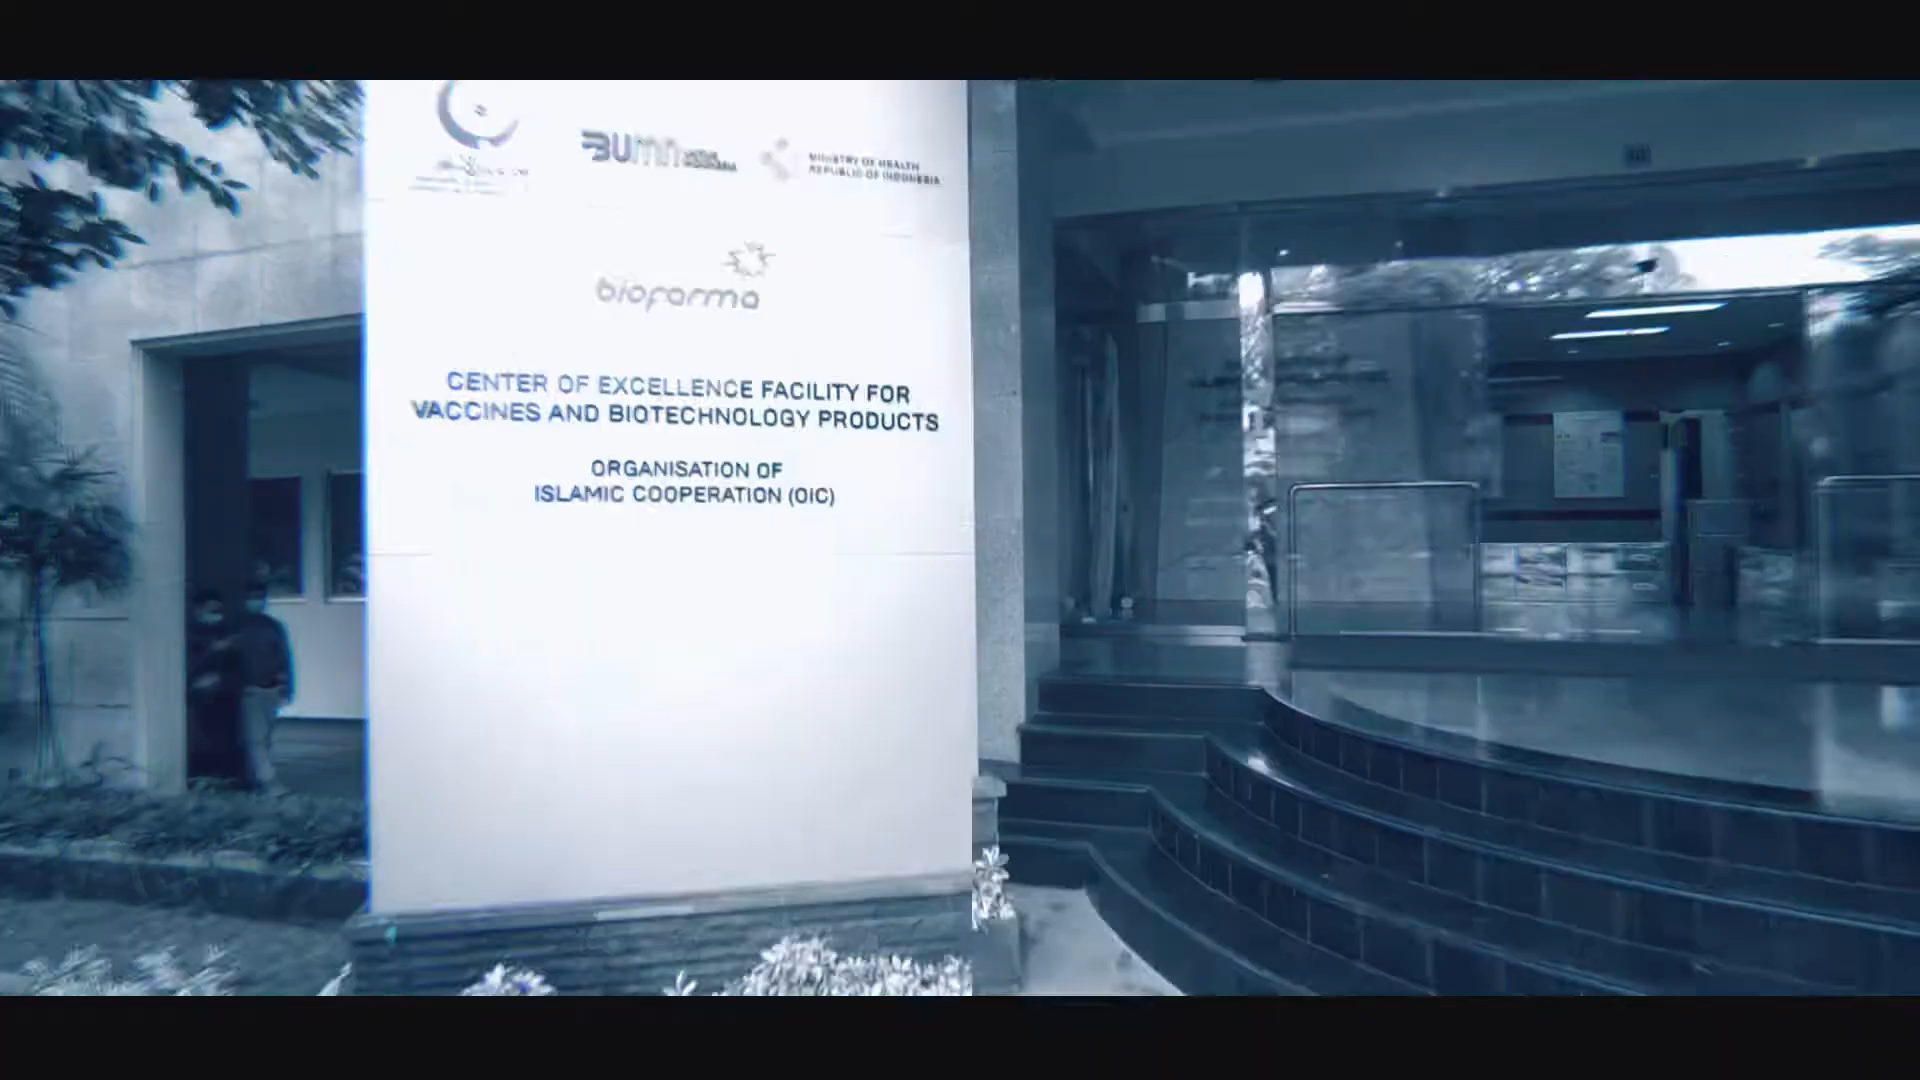 BUMN
MINISTRY OF HEALTH
REPUBLIC OF INDONESIA
biofarma
CENTER OF EXCELLENCE FACILITY FOR
VACCINES AND BIOTECHNOLOGY PRODUCTS
ORGANISATION OF
ISLAMIC COOPERATION (OIC)